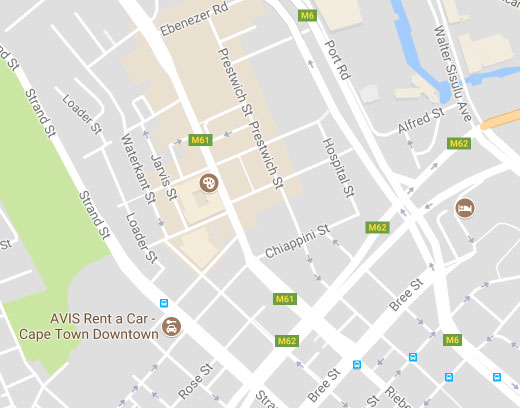 Ebenezer Rd
M6
Walter Sisulu Ave
Strand St
Prestwich St
Port Rd
Loader St
Alfred St
Waterkant St
Jarvis St
M61
Prestwich St
Hospital St
M62
Strand St
Loader St
Chiappini St
M62
Bree St
M61
AVIS Rent a Car -
Cape Town Downtown
M62
M6
Rose St
Bree St